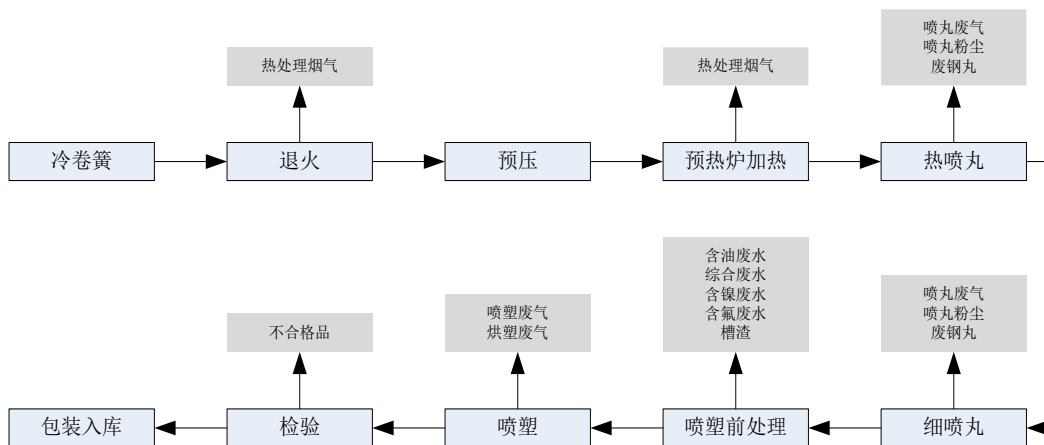 喷丸废气
喷丸粉尘
废钢丸
热处理烟气
热处理烟气
冷卷簧
退火
预压
预热炉加热
热喷丸
含油废水
综合废水
含镍废水
含氟废水
槽渣
喷丸废气
喷丸粉尘
废钢丸
喷塑废气
烘塑废气
不合格品
包装入库
检验
喷塑
喷塑前处理
细喷丸